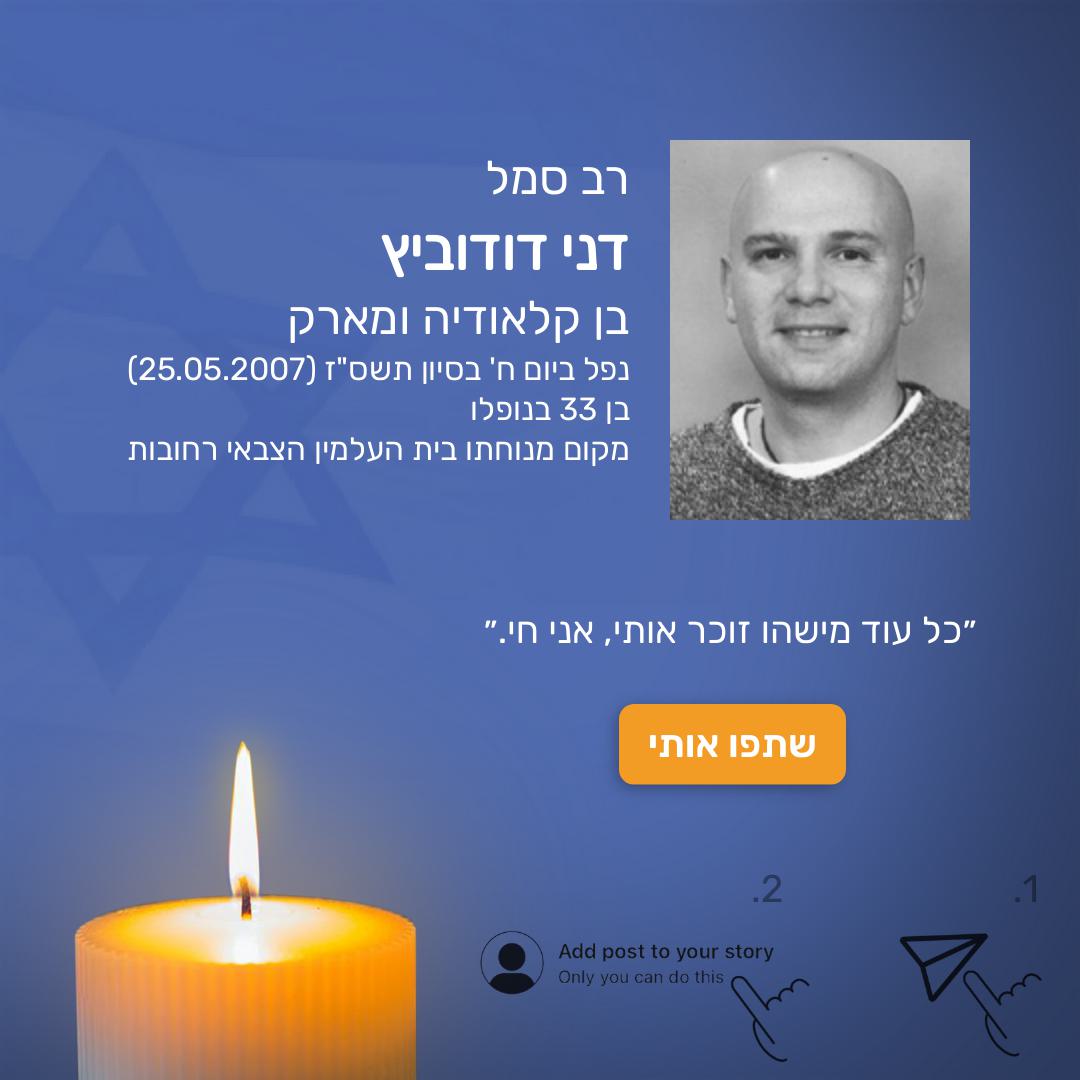 רב סמל
דני דודוביץ
בן קלאודיה ומארק
נפל ביום ח' בסיון תשס"ז (25.05.2007)
בן 33 בנופלו
מקום מנוחתו בית העלמין הצבאי רחובות
״כל עוד מישהו זוכר אותי, אני חי.״
שתפו אותי
1.
2.
Add post to your story
Only you can do this